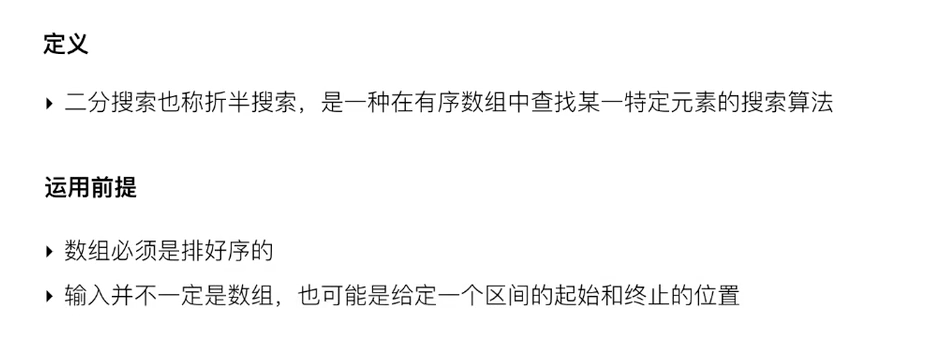 定义
二分搜索也称折半搜索，是一种在有序数组中查找某一特定元素的搜索算法
运用前提
数组必须是排好序的
输入并不一定是数组，也可能是给定一个区间的起始和终止的位置